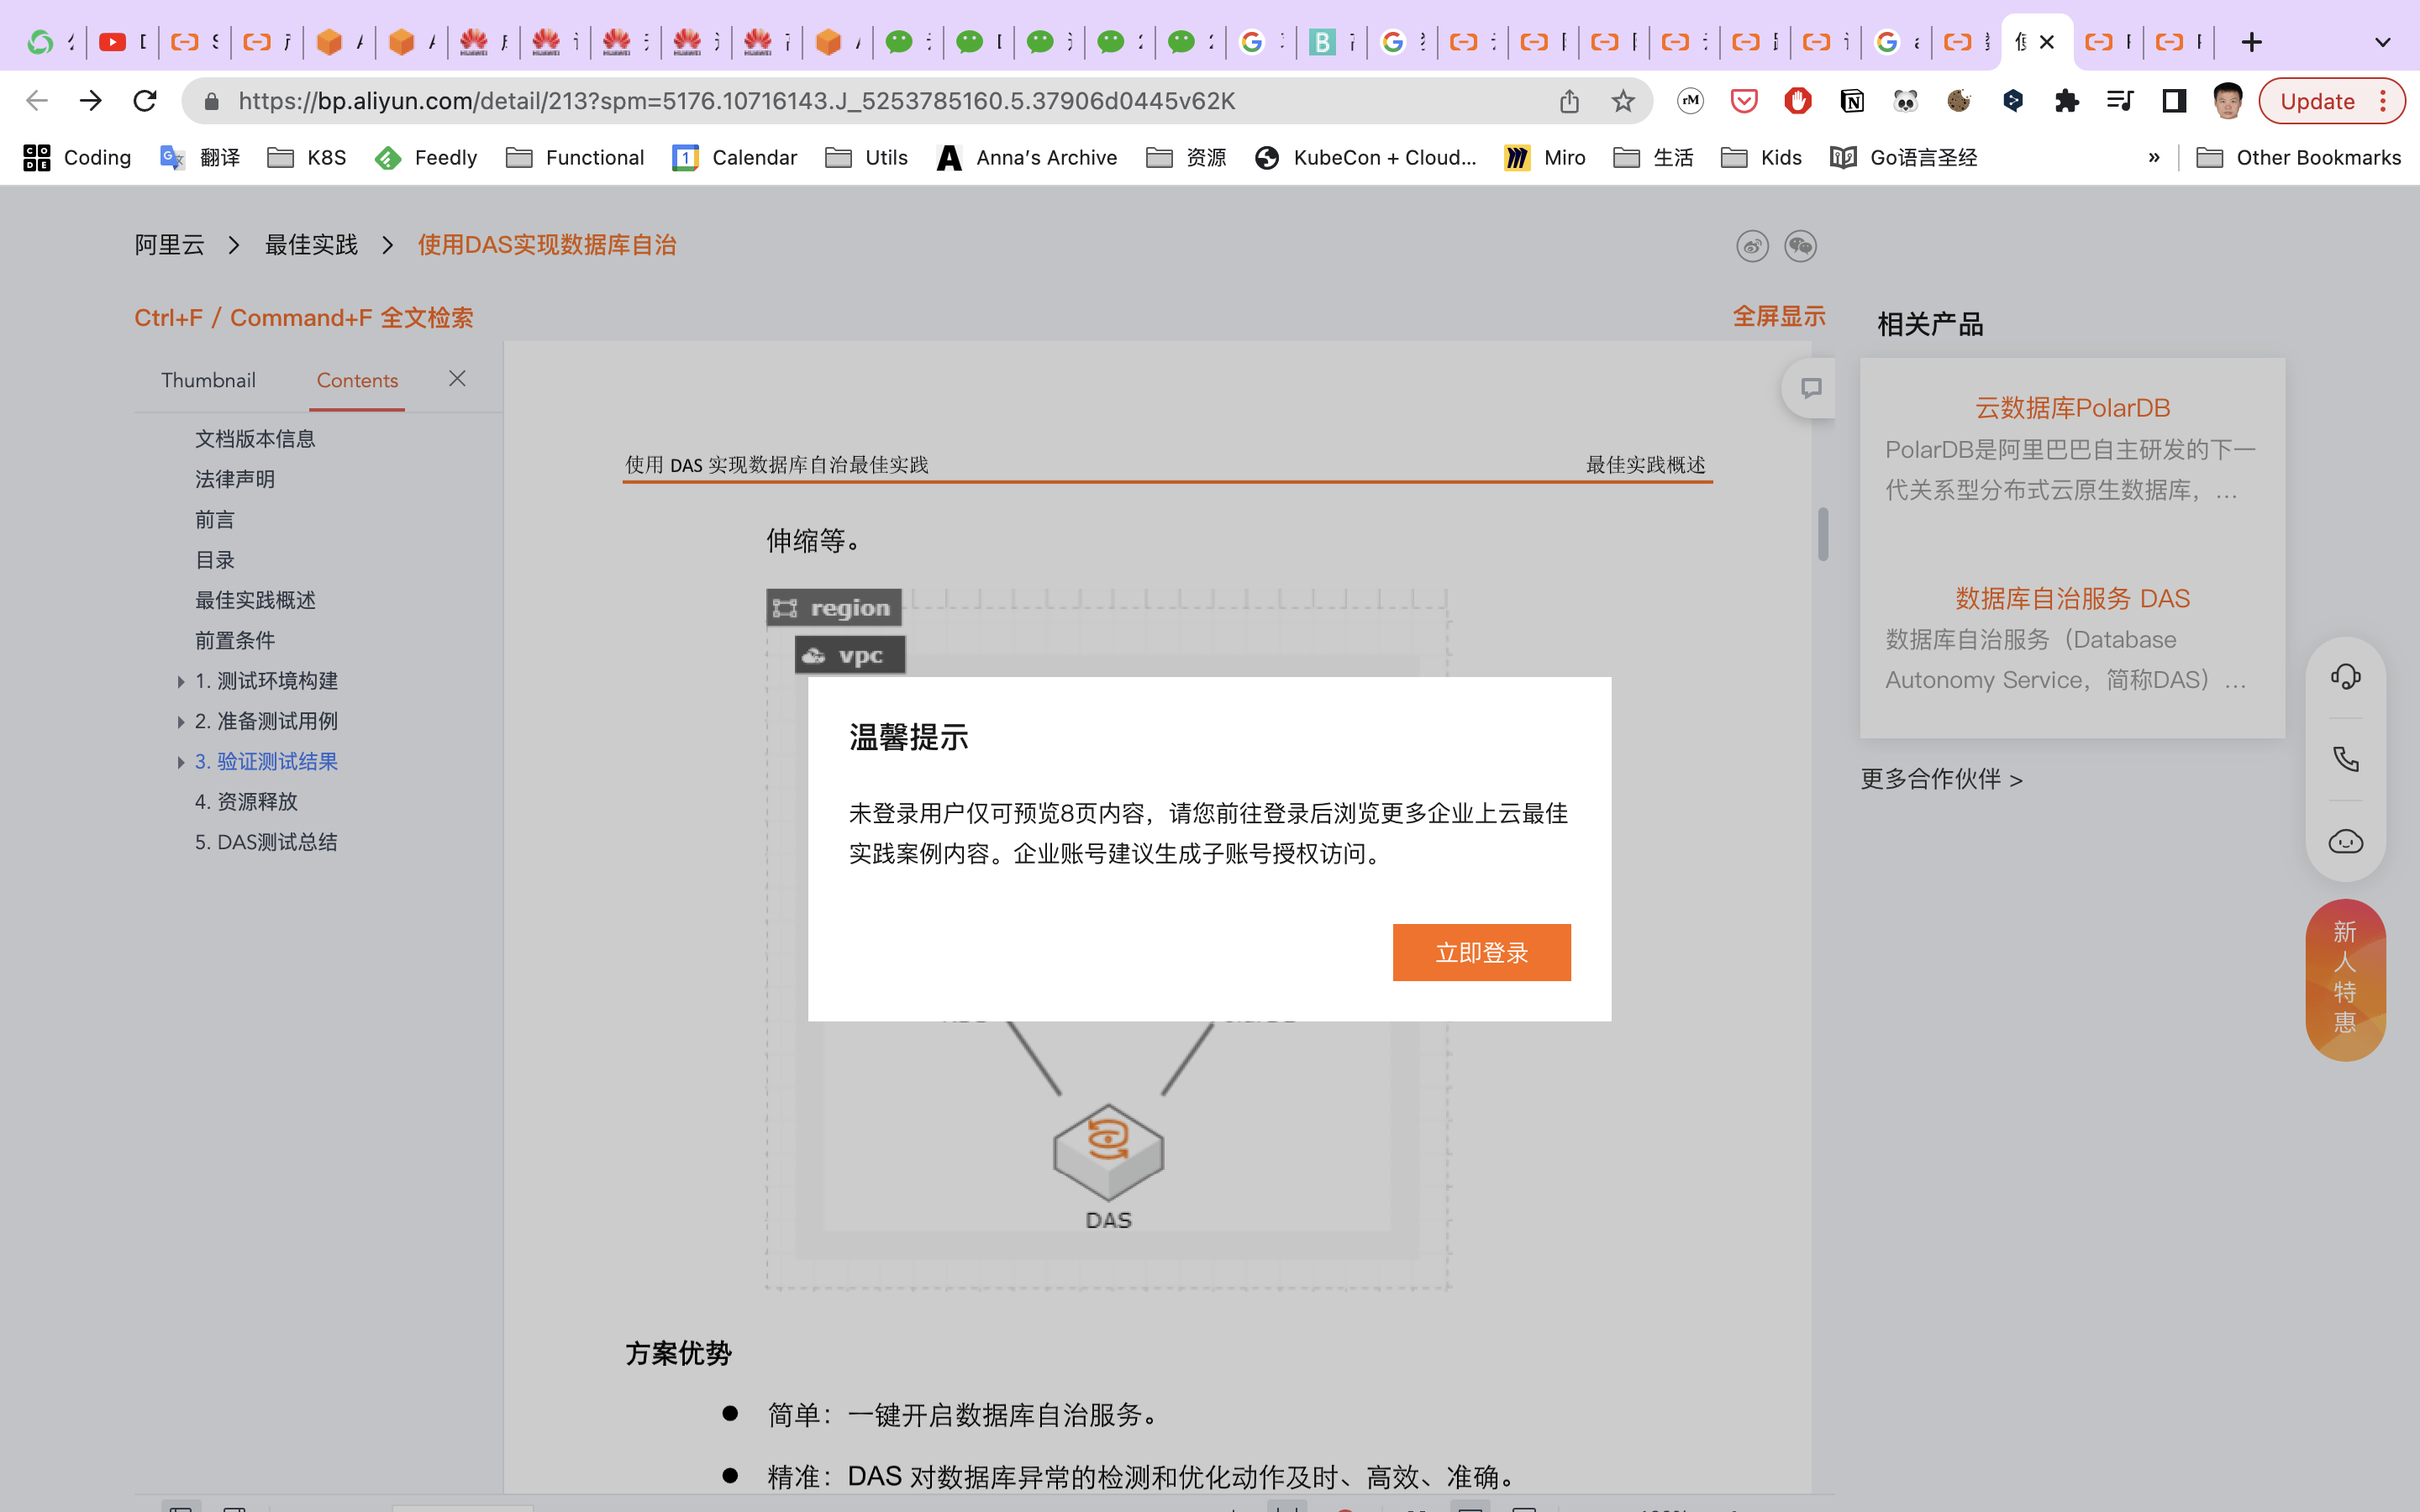 https://bp.aliyun.com/detail/213?spm=5176.10716143.J_5253785160.5.37906d0445v62K
Update
Coding
翻译
K8S
Feedly
Functional
Calendar
Utils
Anna's Archive
资源
KubeCon + Cloud...
Miro
生活
Kids
Go语言圣经
»
Other Bookmarks
阿里云 > 最佳实践 > 使用DAS实现数据库自治
Ctrl+F / Command+F 全文检索
全屏显示
Thumbnail
Contents
文档版本信息
法律声明
前言
目录
最佳实践概述
前置条件
1. 测试环境构建
2. 准备测试用例
3. 验证测试结果
4. 资源释放
5. DAS测试总结
使用 DAS 实现数据库自治最佳实践
最佳实践概述
伸缩等。
region
vpc
温馨提示
未登录用户仅可预览8页内容，请您前往登录后浏览更多企业上云最佳
实践案例内容。企业账号建议生成子账号授权访问。
立即登录
DAS
方案优势
● 简单：一键开启数据库自治服务。
● 精准：DAS 对数据库异常的检测和优化动作及时、高效、准确。
相关产品
云数据库PolarDB
PolarDB是阿里巴巴自主研发的下一
代关系型分布式云原生数据库，...
数据库自治服务 DAS
数据库自治服务（Database
Autonomy Service，简称DAS）...
更多合作伙伴 >
新
人
特
惠